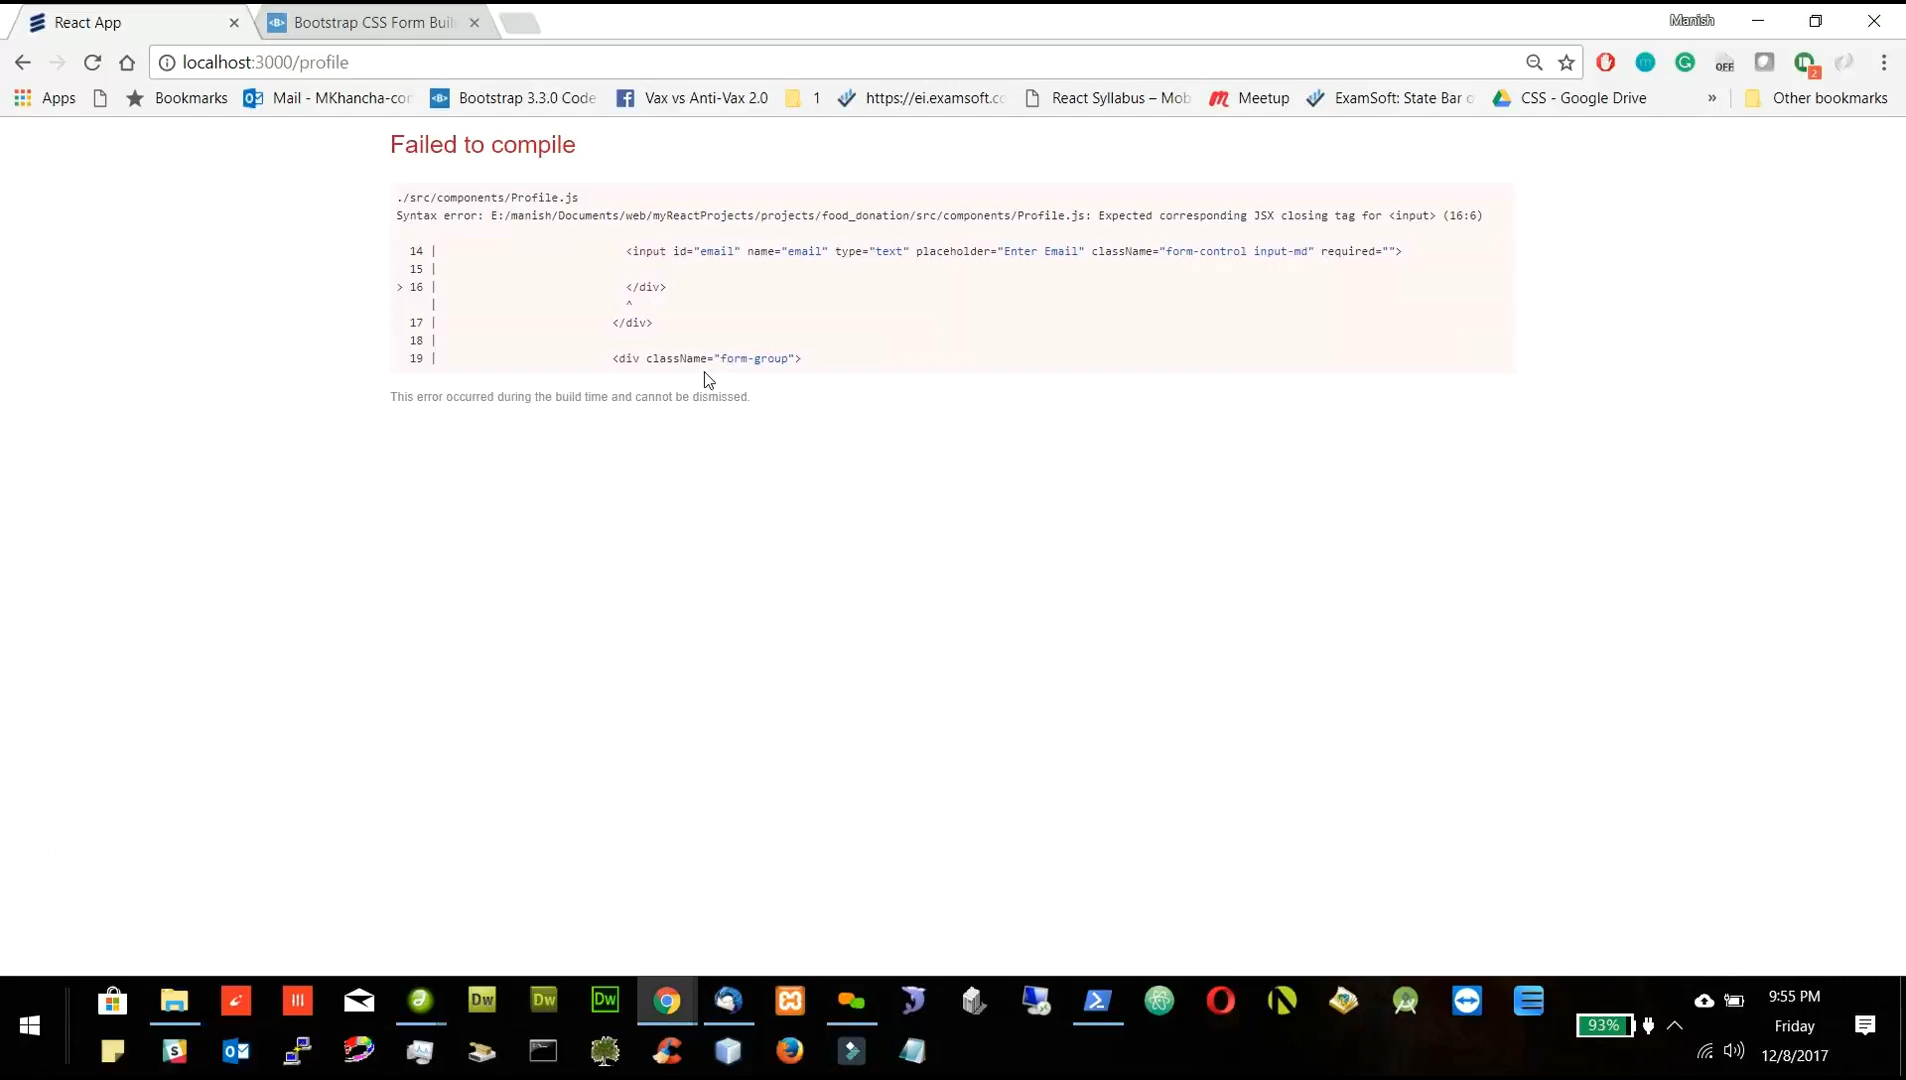 React App
Bootstrap CSS Form Buil
Manish
localhost:3000/profile
OFF
2
Apps
Bookmarks
Mail - MKhancha-cor
Bootstrap 3.3.0 Code
Vax vs Anti-Vax 2.0
1
https://ei.examsoft.cc
React Syllabus – Mob
Meetup
ExamSoft: State Bar o
CSS - Google Drive
»
Other bookmarks
Failed to compile
./src/components/Profile.js
Syntax error: E:/manish/Documents/web/myReactProjects/projects/food_donation/src/components/Profile.js: Expected corresponding JSX closing tag for <input> (16:6)
14 | <input id="email" name="email" type="text" placeholder="Enter Email" className="form-control input-md" required="">
15 |
> 16 | </div>
| ^
17 | </div>
18 |
19 | <div className="form-group">
This error occurred during the build time and cannot be dismissed.
Dw
Dw
Dw
93%
9:55 PM
Friday
12/8/2017